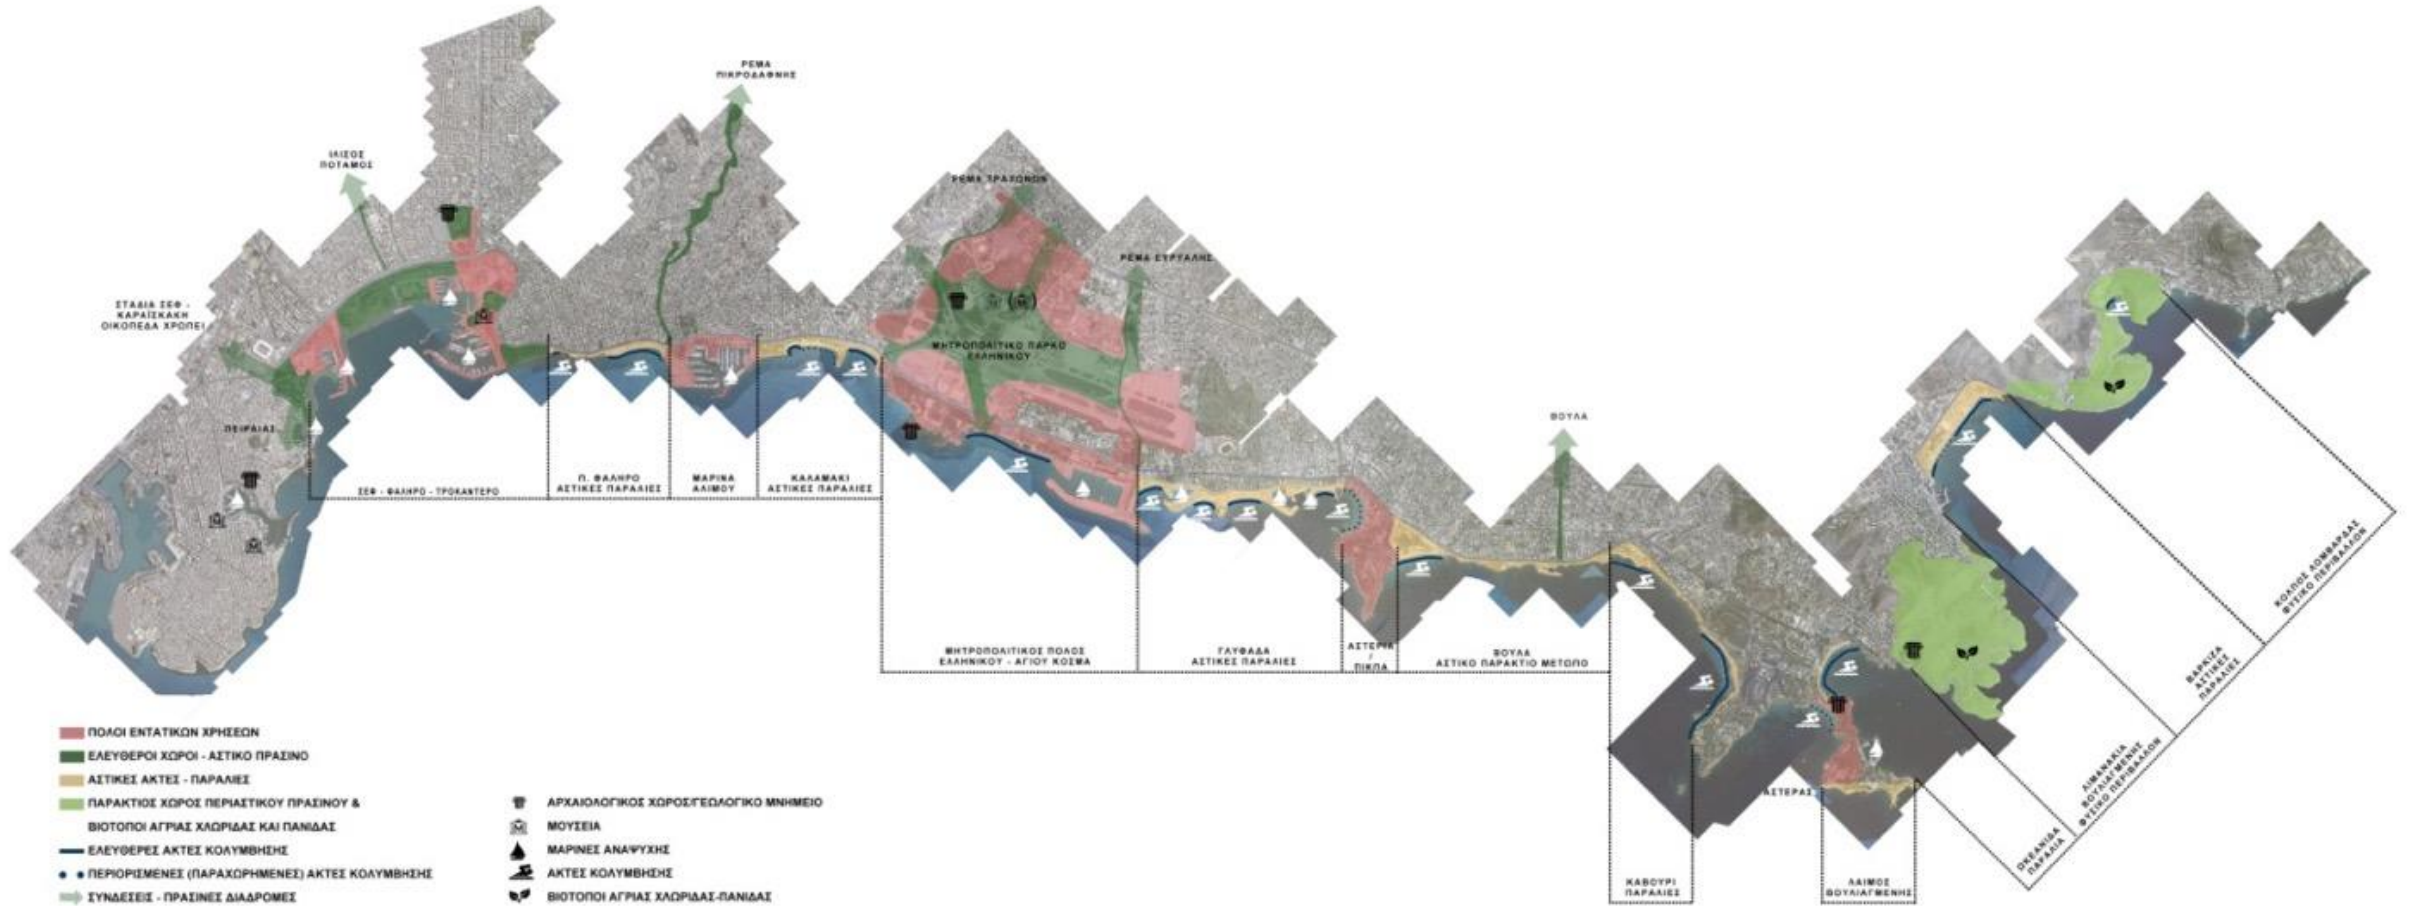 ΡΕΜΑ
ΠΙΚΡΟΔΑΦΝΗΣ
ΙΛΙΣΟΣ
ΠΟΤΑΜΟΣ
ΡΕΜΑ ΤΡΑΧΩΝΩΝ
ΡΕΜΑ ΕΥΡΥΑΛΗΣ
ΣΤΑΔΙΑ ΣΕΦ -
ΚΑΡΑΪΣΚΑΚΗ
ΟΙΚΟΠΕΔΑ ΧΡΩΠΕΙ
ΜΗΤΡΟΠΟΛΙΤΙΚΟ ΠΑΡΚΟ
ΕΛΛΗΝΙΚΟΥ
ΒΟΥΛΑ
ΠΕΙΡΑΙΑΣ
ΣΕΦ - ΦΑΛΗΡΟ - ΤΡΟΚΑΝΤΕΡΟ
Π. ΦΑΛΗΡΟ
ΑΣΤΙΚΕΣ ΠΑΡΑΛΙΕΣ
ΜΑΡΙΝΑ
ΑΛΙΜΟΥ
ΚΑΛΑΜΑΚΙ
ΑΣΤΙΚΕΣ ΠΑΡΑΛΙΕΣ
ΜΗΤΡΟΠΟΛΙΤΙΚΟΣ ΠΟΛΟΣ
ΕΛΛΗΝΙΚΟΥ - ΑΓΙΟΥ ΚΟΣΜΑ
ΓΛΥΦΑΔΑ
ΑΣΤΙΚΕΣ ΠΑΡΑΛΙΕΣ
ΑΣΤΕΡΙΑ
/
ΠΙΚΠΑ
ΒΟΥΛΑ
ΑΣΤΙΚΟ ΠΑΡΑΚΤΙΟ ΜΕΤΩΠΟ
ΚΟΛΠΟΣ ΛΟΜΒΑΡΔΑΣ
ΦΥΣΙΚΟ ΠΕΡΙΒΑΛΛΟΝ
ΒΑΡΚΙΖΑ
ΑΣΤΙΚΕΣ
ΠΑΡΑΛΙΕΣ
ΛΙΜΑΝΑΚΙΑ
ΒΟΥΛΙΑΓΜΕΝΗΣ
ΦΥΣΙΚΟ ΠΕΡΙΒΑΛΛΟΝ
ΩΚΕΑΝΙΔΑ
ΠΑΡΑΛΙΑ
ΑΣΤΕΡΑΣ
ΚΑΒΟΥΡΙ
ΠΑΡΑΛΙΕΣ
ΛΑΙΜΟΣ
ΒΟΥΛΙΑΓΜΕΝΗΣ
ΠΟΛΟΙ ΕΝΤΑΤΙΚΩΝ ΧΡΗΣΕΩΝ
ΕΛΕΥΘΕΡΟΙ ΧΩΡΟΙ - ΑΣΤΙΚΟ ΠΡΑΣΙΝΟ
ΑΣΤΙΚΕΣ ΑΚΤΕΣ - ΠΑΡΑΛΙΕΣ
ΠΑΡΑΚΤΙΟΣ ΧΩΡΟΣ ΠΕΡΙΑΣΤΙΚΟΥ ΠΡΑΣΙΝΟΥ &
ΒΙΟΤΟΠΟΙ ΑΓΡΙΑΣ ΧΛΩΡΙΔΑΣ ΚΑΙ ΠΑΝΙΔΑΣ
ΕΛΕΥΘΕΡΕΣ ΑΚΤΕΣ ΚΟΛΥΜΒΗΣΗΣ
ΠΕΡΙΟΡΙΣΜΕΝΕΣ (ΠΑΡΑΧΩΡΗΜΕΝΕΣ) ΑΚΤΕΣ ΚΟΛΥΜΒΗΣΗΣ
ΣΥΝΔΕΣΕΙΣ - ΠΡΑΣΙΝΕΣ ΔΙΑΔΡΟΜΕΣ
ΑΡΧΑΙΟΛΟΓΙΚΟΣ ΧΩΡΟΣ/ΓΕΩΛΟΓΙΚΟ ΜΝΗΜΕΙΟ
ΜΟΥΣΕΙΑ
ΜΑΡΙΝΕΣ ΑΝΑΨΥΧΗΣ
ΑΚΤΕΣ ΚΟΛΥΜΒΗΣΗΣ
ΒΙΟΤΟΠΟΙ ΑΓΡΙΑΣ ΧΛΩΡΙΔΑΣ-ΠΑΝΙΔΑΣ